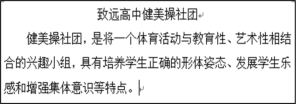 致远高中健美操社团
健美操社团，是将一个体育活动与教育性、艺术性相结
合的兴趣小组，具有培养学生正确的形体姿态、发展学生乐
感和增强集体意识等特点。